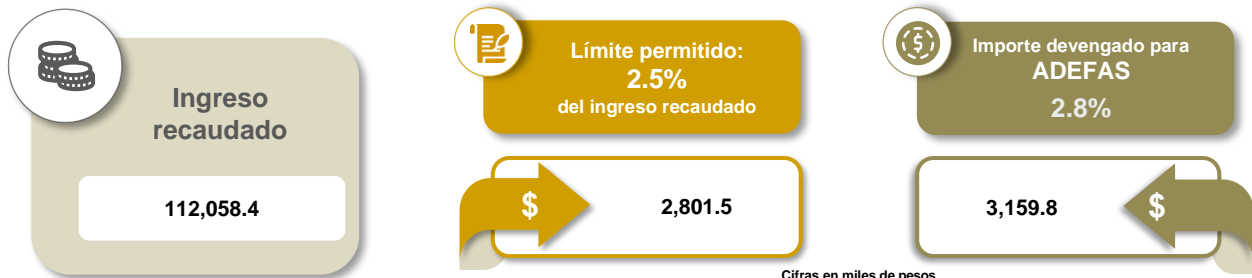 Ingreso
recaudado
112,058.4
Límite permitido:
2.5%
del ingreso recaudado
$
2,801.5
Importe devengado para
ADEFAS
2.8%
3,159.8
$
Cifras en miles de pesos